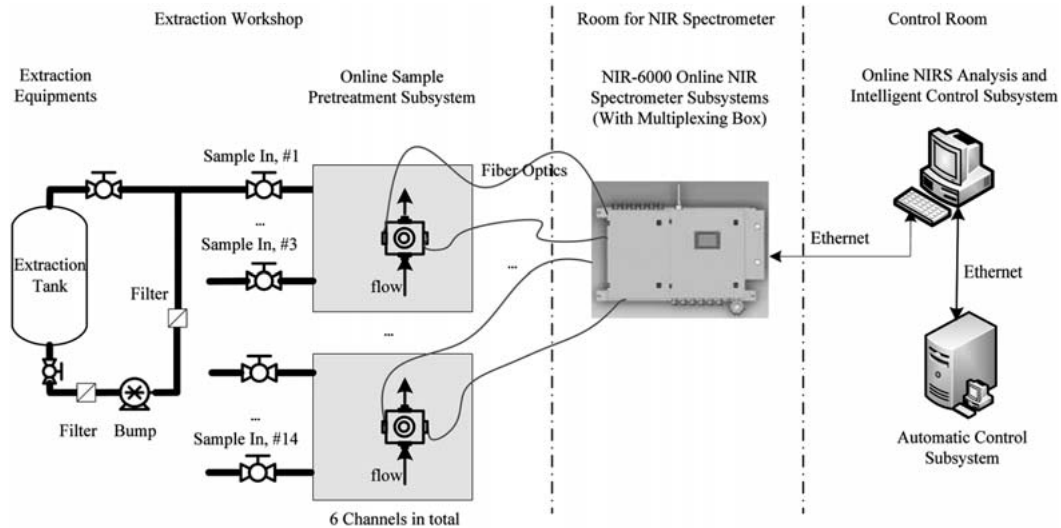 Extraction Workshop
Room for NIR Spectrometer
Control Room
Extraction
Equipments
Online Sample
Pretreatment Subsystem
NIR-6000 Online NIR
Spectrometer Subsystems
(With Multiplexing Box)
Online NIRS Analysis and
Intelligent Control Subsystem
Sample In, #1
Fiber Optics
...
Sample In, #3
Ethernet
Extraction
Tank
Filter
flow
...
Ethernet
...
Filter
Bump
...
Sample In, #14
flow
Automatic Control
Subsystem
6 Channels in total